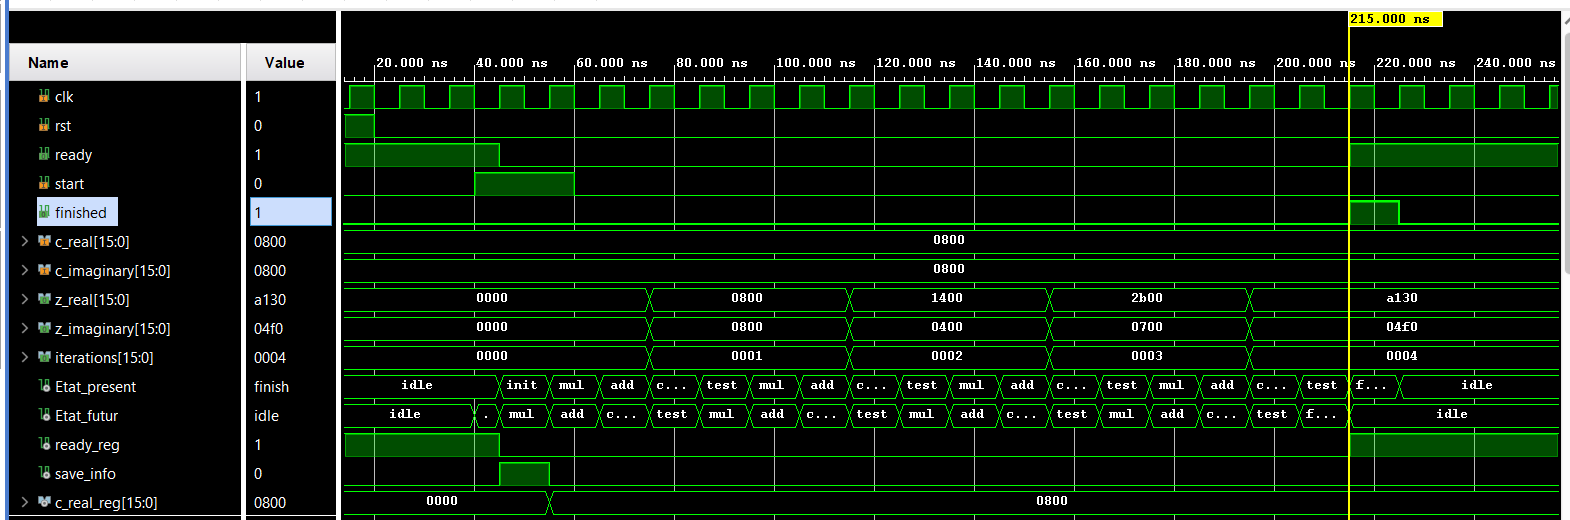 215.000 ns
Name Value
20.000 ns 40.000 ns 60.000 ns 80.000 ns 100.000 ns 120.000 ns 140.000 ns 160.000 ns 180.000 ns 200.000 ns 220.000 ns 240.000 ns
clk 1
rst 0
ready 1
start 0
finished 1
c_real[15:0] 0800 0800
c_imaginary[15:0] 0800 0800
z_real[15:0] a130 0000 0800 1400 2b00 a130
z_imaginary[15:0] 04f0 0000 0800 0400 0700 04f0
iterations[15:0] 0004 0000 0001 0002 0003 0004
Etat_present finish idle init mul add c... test mul add c... test mul add c... test mul add c... test f... idle
Etat_futur idle idle . mul add c... test mul add c... test mul add c... test mul add c... test f... idle
ready_reg 1
save_info 0
c_real_reg[15:0] 0800 0000 0800